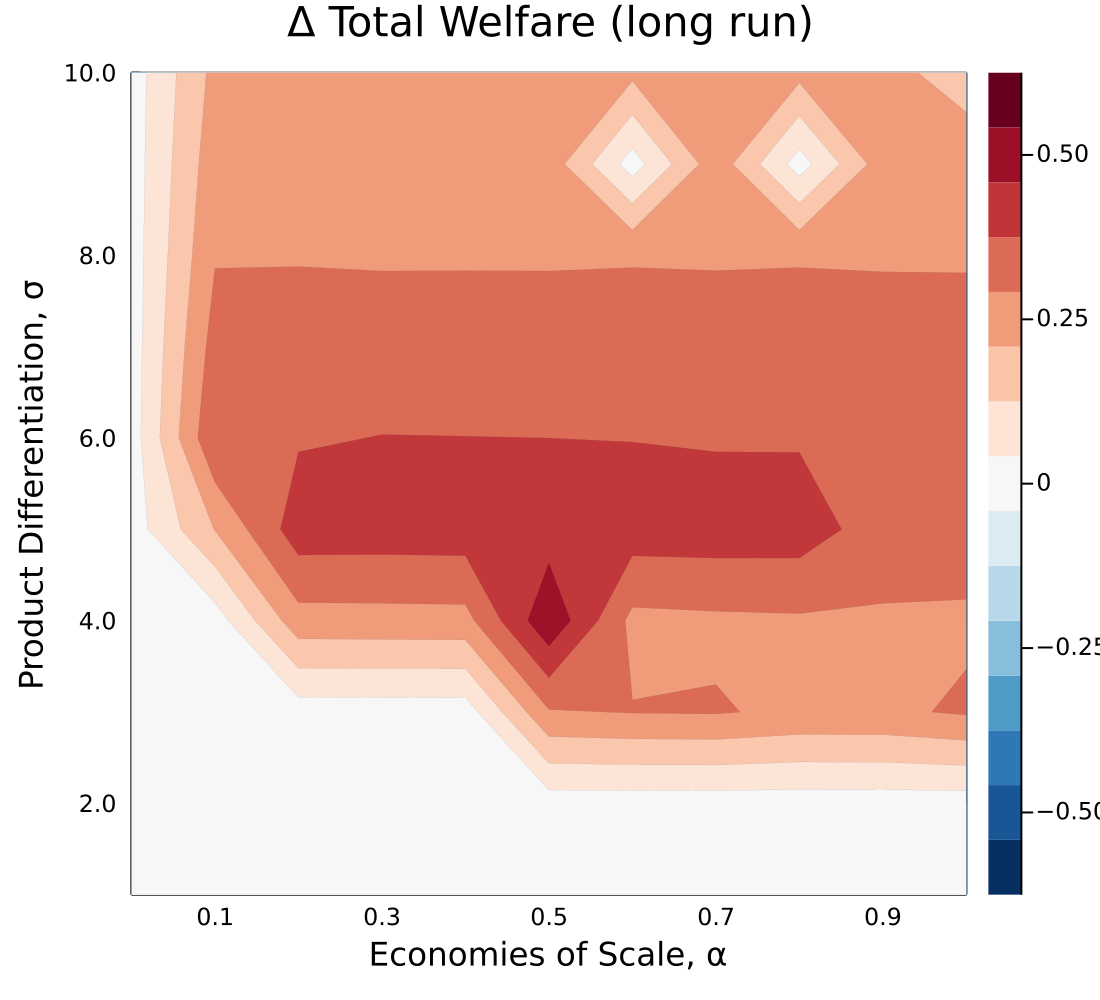 Δ Total Welfare (long run)
10.0
8.0
6.0
4.0
2.0
Product Differentiation, σ
0.1 0.3 0.5 0.7 0.9
Economies of Scale, α
0.50
0.25
0
−0.25
−0.50